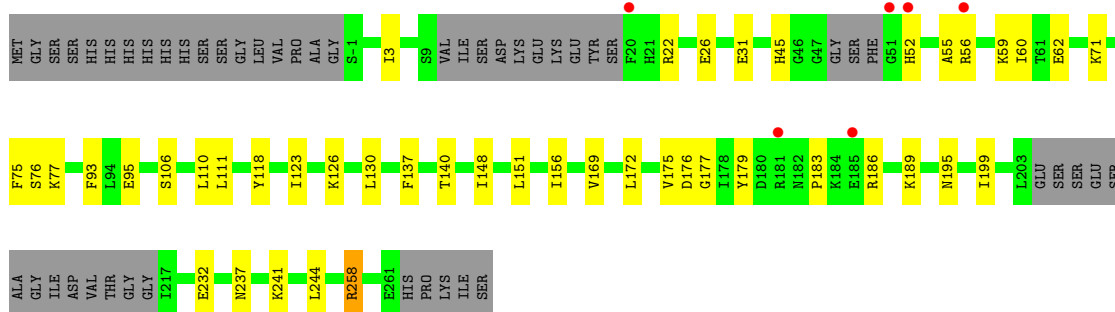 MET GLY SER SER HIS HIS HIS HIS HIS HIS SER SER GLY LEU VAL PRO ALA GLY S-1 I3 S9 VAL ILE SER ASP LYS GLU LYS GLU TYR SER F20 H21 R22 E26 E31 H45 G46 G47 GLY SER PHE G51 H52 A55 R56 K59 I60 T61 E62 K71
F75 S76 K77 F93 L94 E95 S106 L110 L111 Y118 I123 K126 L130 F137 T140 I148 L151 I156 V169 L172 V175 D176 G177 I178 Y179 D180 R181 N182 P183 K184 E185 R186 K189 N195 I199 L203 GLU SER SER GLU SER
ALA GLY ILE ASP VAL THR GLY GLY I217 E232 N237 K241 L244 R258 E261 HIS PRO LYS ILE SER